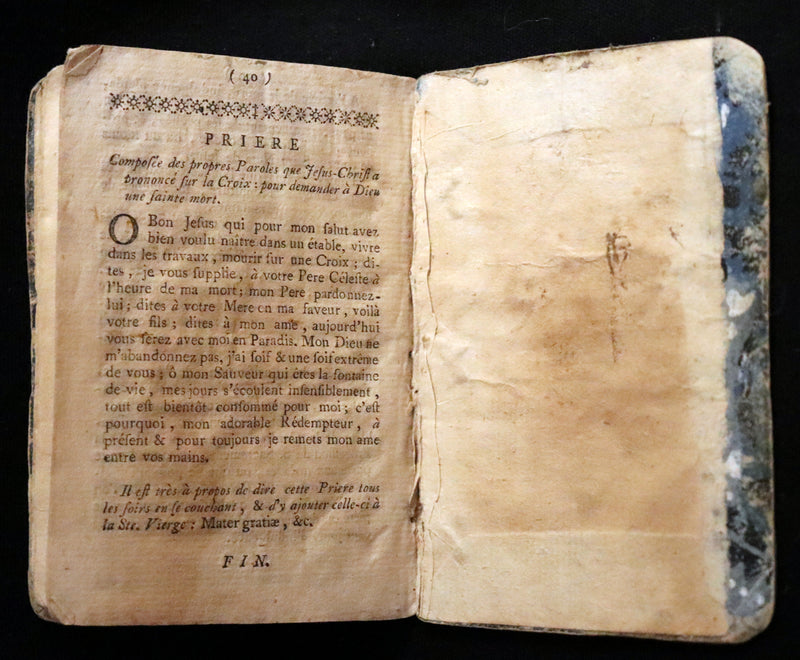 ( 40 )
PRIERE
Composée des propres Paroles que Jesus-Christ a
prononcé sur la Croix : pour demander à Dieu
une sainte mort.
O Bon Jesus qui pour mon salut avez
bien voulu naître dans un étable, vivre
dans les travaux, mourir sur une Croix ; di-
tes, je vous supplie, à votre Pere Céleste à
l'heure de ma mort ; mon Pere pardonnez-
lui ; dites à votre Mere en ma faveur, voilà
votre fils ; dites à mon ame, aujourd'hui
vous serez avec moi en Paradis. Mon Dieu ne
m'abandonnez pas, j'ai soif & une soif extrême
de vous ; ô mon Sauveur qui êtes la fontaine
de vie, mes jours s'écoulent insensiblement,
tout est bientôt consommé pour moi ; c'est
pourquoi, mon adorable Rédempteur, à
présent & pour toujours je remets mon ame
entre vos mains.
Il est très à propos de dire cette Priere tous
les soirs en se couchant, & d'y ajouter celle-ci à
la Ste. Vierge : Mater gratiæ, &c.
FIN.